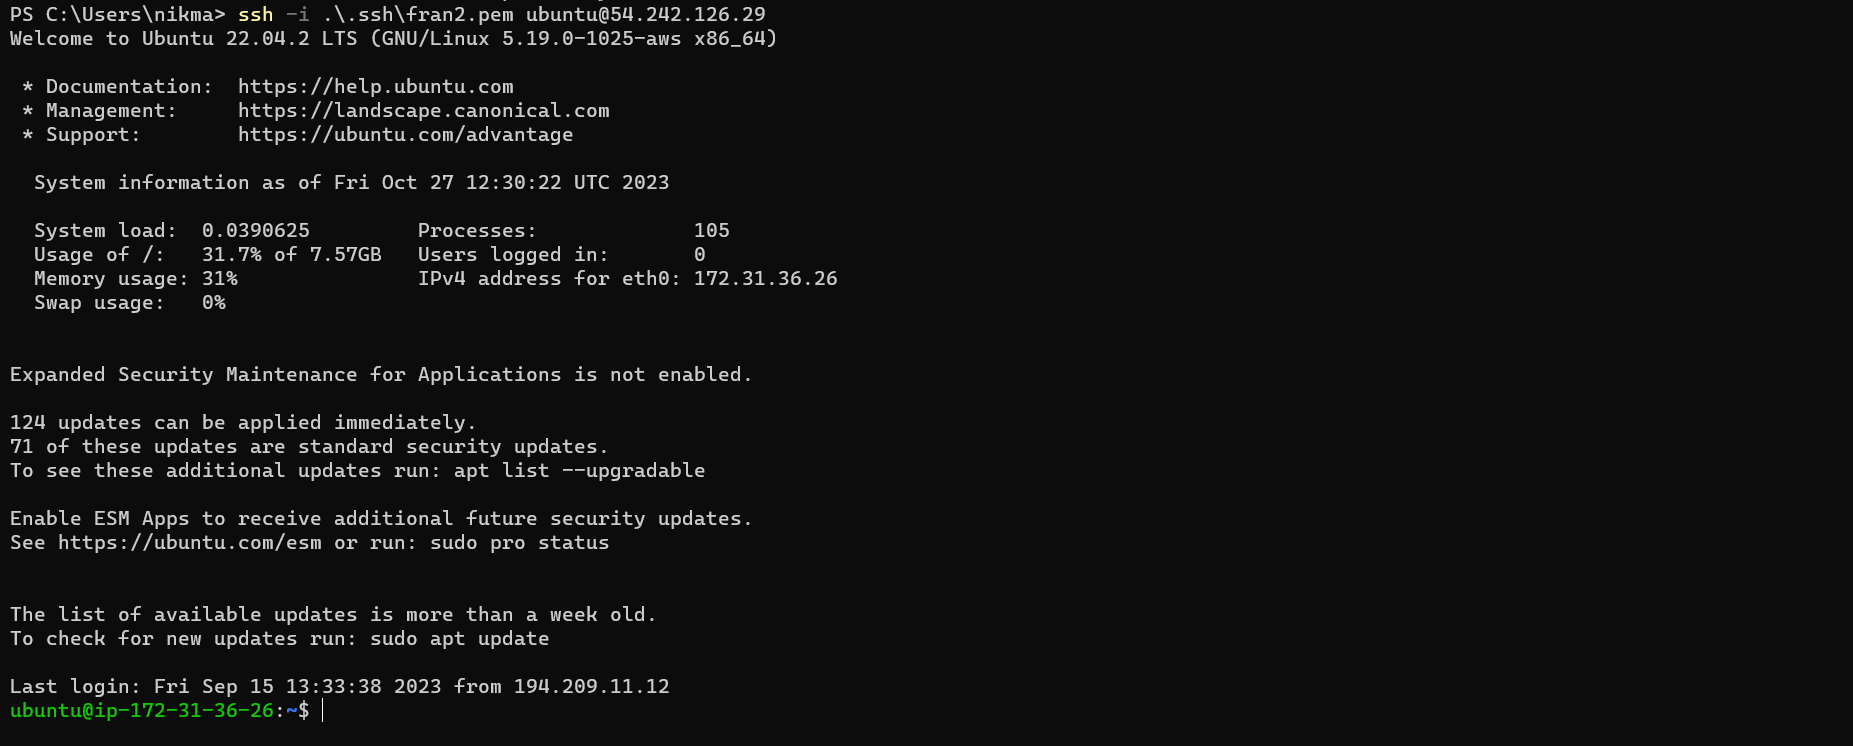 PS C:\Users\nikma> ssh -i .\.ssh\fran2.pem ubuntu@54.242.126.29
Welcome to Ubuntu 22.04.2 LTS (GNU/Linux 5.19.0-1025-aws x86_64)

 * Documentation:  https://help.ubuntu.com
 * Management:     https://landscape.canonical.com
 * Support:        https://ubuntu.com/advantage

  System information as of Fri Oct 27 12:30:22 UTC 2023

  System load:  0.0390625         Processes:             105
  Usage of /:   31.7% of 7.57GB   Users logged in:       0
  Memory usage: 31%               IPv4 address for eth0: 172.31.36.26
  Swap usage:   0%

Expanded Security Maintenance for Applications is not enabled.

124 updates can be applied immediately.
71 of these updates are standard security updates.
To see these additional updates run: apt list --upgradable

Enable ESM Apps to receive additional future security updates.
See https://ubuntu.com/esm or run: sudo pro status

The list of available updates is more than a week old.
To check for new updates run: sudo apt update

Last login: Fri Sep 15 13:33:38 2023 from 194.209.11.12
ubuntu@ip-172-31-36-26:~$